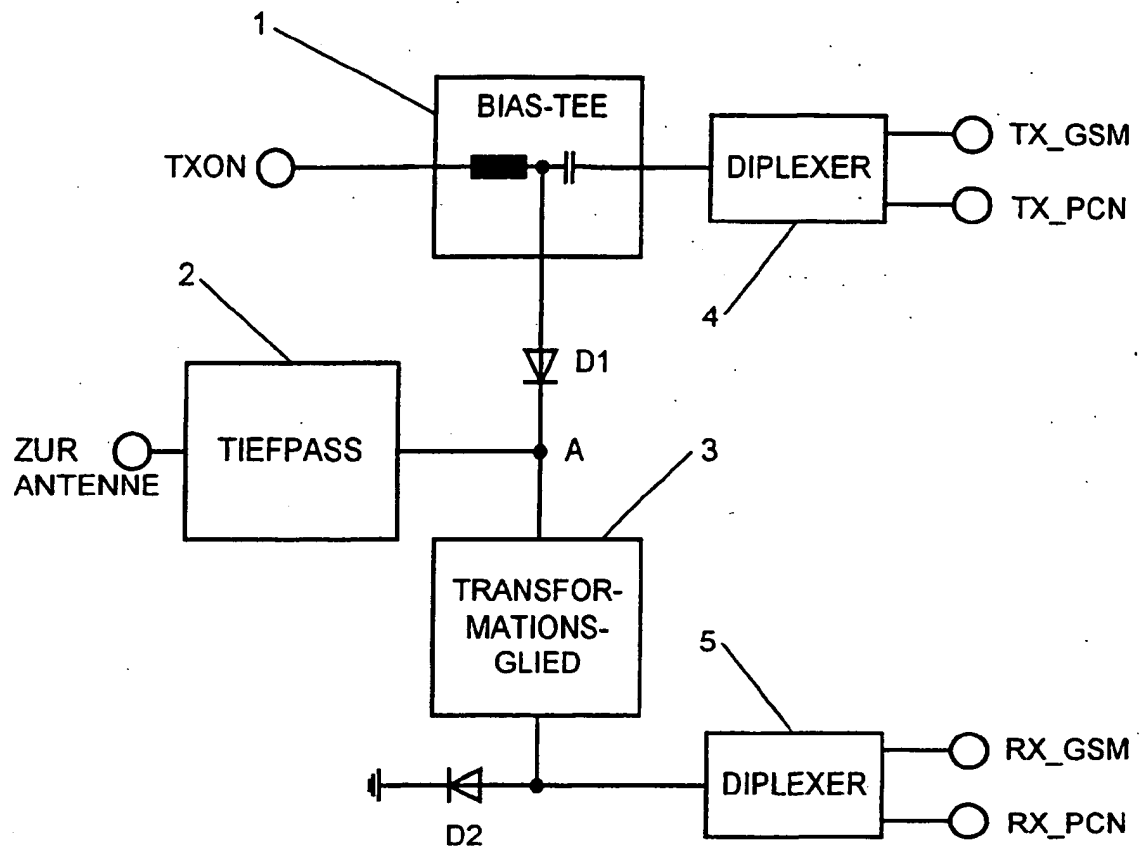 1
BIAS-TEE
TXON
DIPLEXER
TX_GSM
TX_PCN
4
2
D1
ZUR
ANTENNE
TIEFPASS
A
3
TRANSFOR-
MATIONS-
GLIED
5
D2
DIPLEXER
RX_GSM
RX_PCN